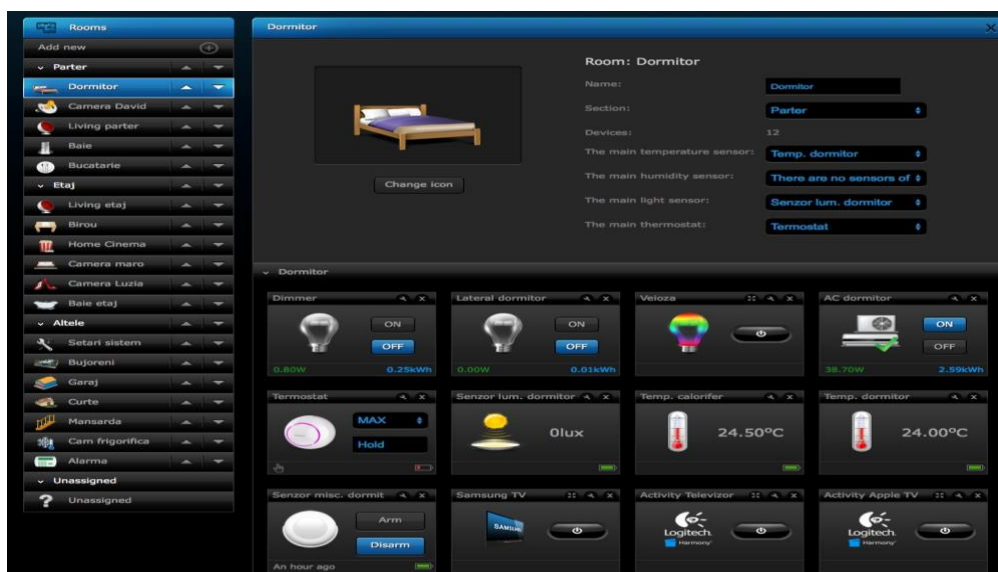 Rooms
Add new
Parter
Dormitor
Camera David
Living parter
Baie
Bucatarie
Etaj
Living etaj
Birou
Home Cinema
Camera maro
Camera Luzia
Baie etaj
Altele
Setari sistem
Bujoreni
Garaj
Curte
Mansarda
Cam frigorifica
Alarma
Unassigned
Unassigned
Dormitor
Change icon
Room: Dormitor
Name: Dormitor
Section: Parter
Devices: 12
The main temperature sensor: Temp. dormitor
The main humidity sensor: There are no sensors of
The main light sensor: Senzor lum. dormitor
The main thermostat: Termostat
Dormitor
Dimmer
ON
OFF
0.80W 0.25kWh
Lateral dormitor
ON
OFF
0.00W 0.01kWh
Veioza
AC dormitor
ON
OFF
38.70W 2.59kWh
Termostat
MAX
Hold
Senzor lum. dormitor
0lux
Temp. calorifer
24.50°C
Temp. dormitor
24.00°C
Senzor misc. dormit
Arm
Disarm
An hour ago
Samsung TV
SAMSUNG
Activity Televizor
Logitech
Harmony
Activity Apple TV
Logitech
Harmony